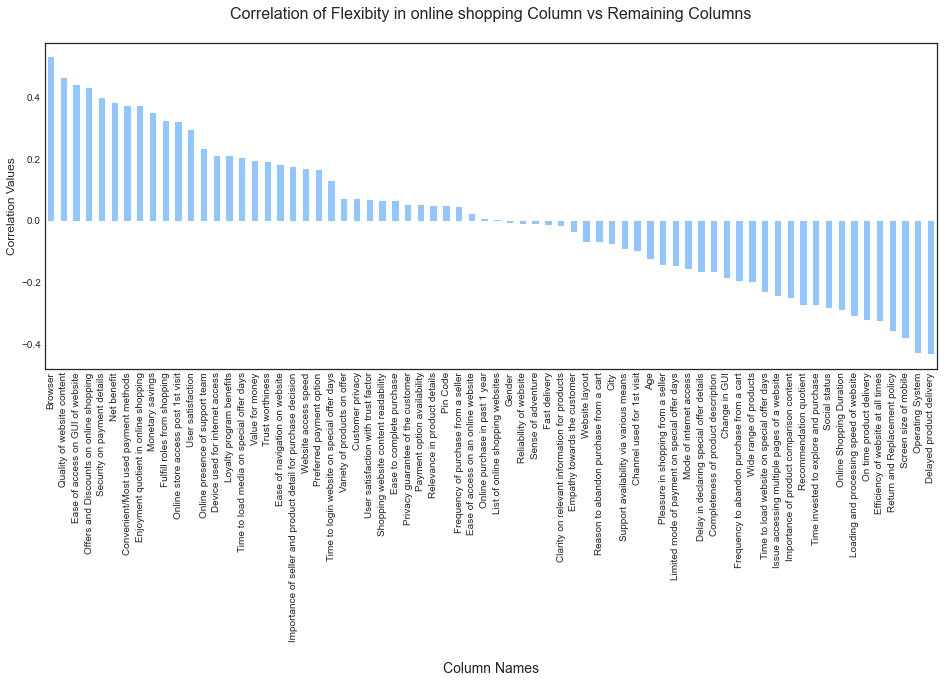 Correlation of Flexibity in online shopping Column vs Remaining Columns
Correlation Values
0.4
0.2
0.0
−0.2
−0.4
Browser
Quality of website content
Ease of access on GUI of website
Offers and Discounts on online shopping
Security on payment details
Net benefit
Convenient/Most used payment methods
Enjoyment quotient in online shopping
Monetary savings
Fulfill roles from shopping
Online store access post 1st visit
User satisfaction
Online presence of support team
Device used for internet access
Loyalty program benefits
Time to load media on special offer days
Value for money
Trust worthiness
Ease of navigation on website
Importance of seller and product detail for purchase decision
Website access speed
Preferred payment option
Time to login website on special offer days
Variety of products on offer
Customer privacy
User satisfaction with trust factor
Shopping website content readability
Ease to complete purchase
Privacy guarantee of the customer
Payment option availability
Relevance in product details
Pin Code
Frequency of purchase from a seller
Ease of access on an online website
Online purchase in past 1 year
List of online shopping websites
Gender
Reliability of website
Sense of adventure
Fast delivery
Clarity on relevant information for products
Empathy towards the customer
Website layout
Reason to abandon purchase from a cart
City
Support availability via various means
Channel used for 1st visit
Age
Pleasure in shopping from a seller
Limited mode of payment on special offer days
Mode of internet access
Delay in declaring special offer details
Completeness of product description
Change in GUI
Frequency to abandon purchase from a cart
Wide range of products
Time to load website on special offer days
Issue accessing multiple pages of a website
Importance of product comparison content
Recommendation quotient
Time invested to explore and purchase
Social status
Online Shopping Duration
Loading and processing speed of website
On time product delivery
Efficiency of website at all times
Return and Replacement policy
Screen size of mobile
Operating System
Delayed product delivery
Column Names